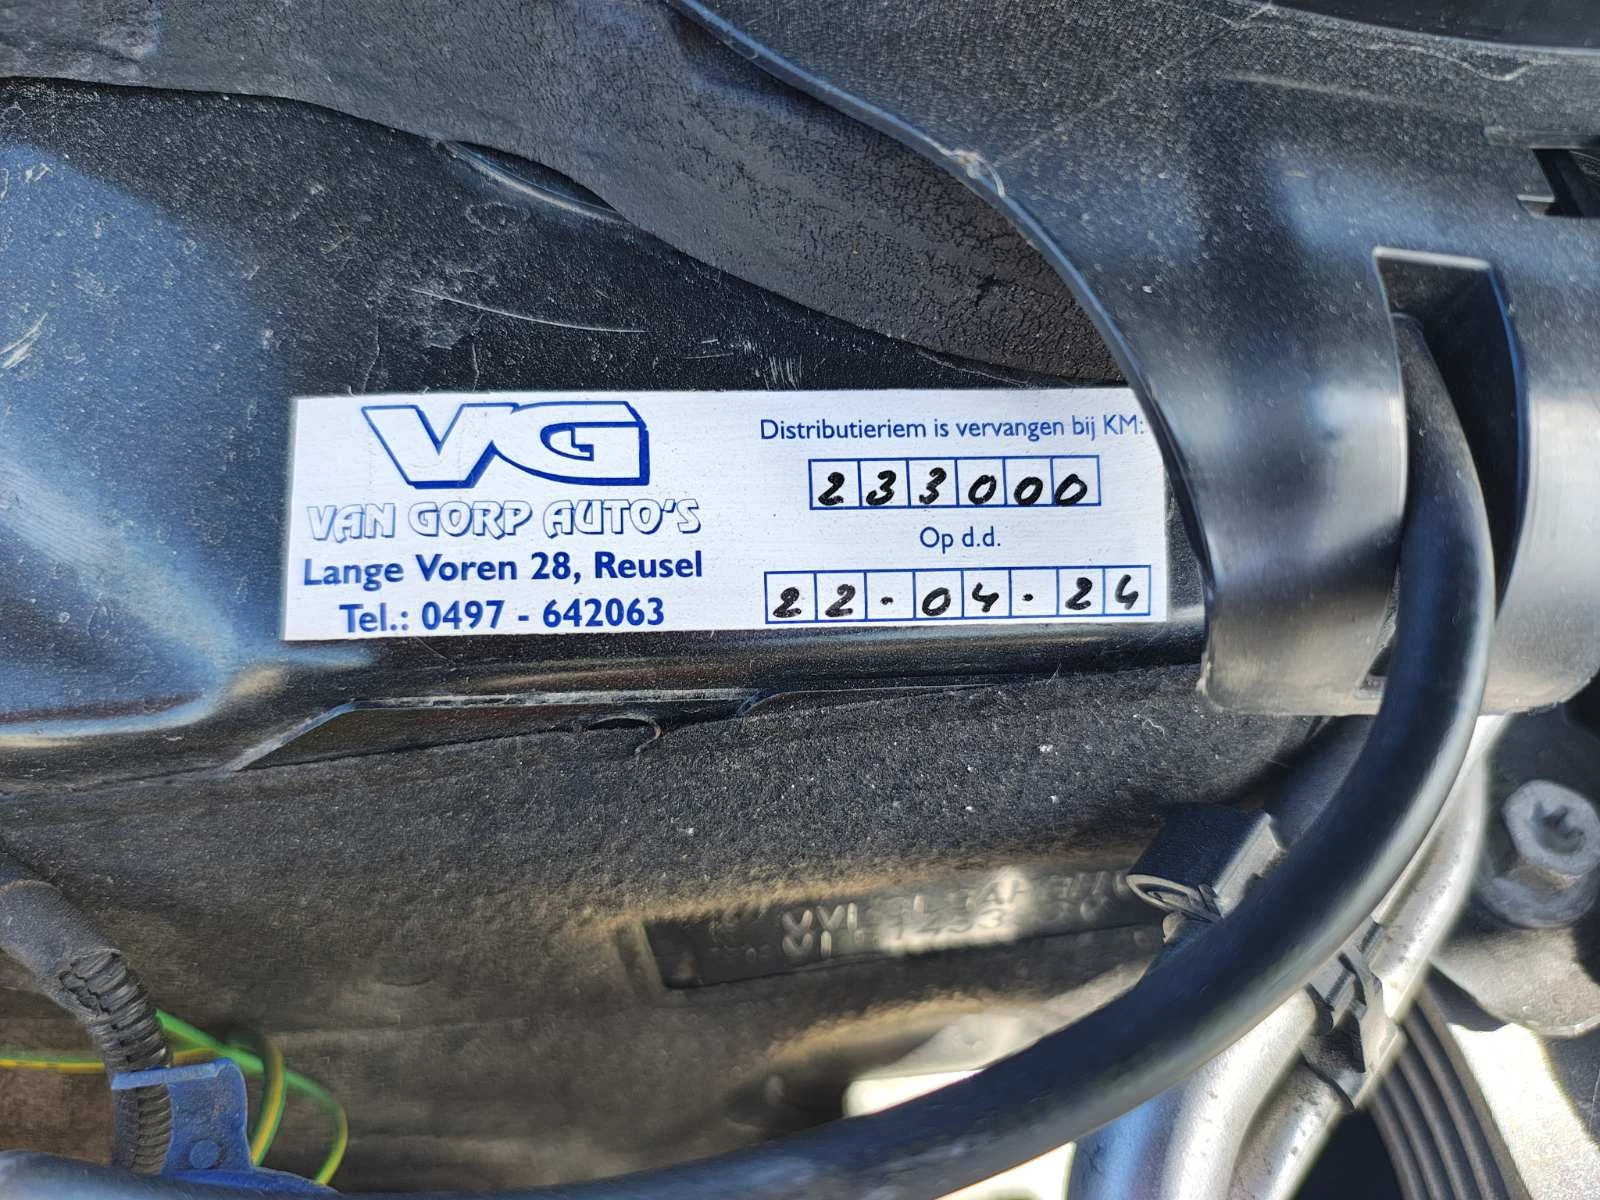 VG
VAN GORP AUTO'S
Lange Voren 28, Reusel
Tel.: 0497 - 642063
Distributieriem is vervangen bij KM:
233000
Op d.d.
22-04-24